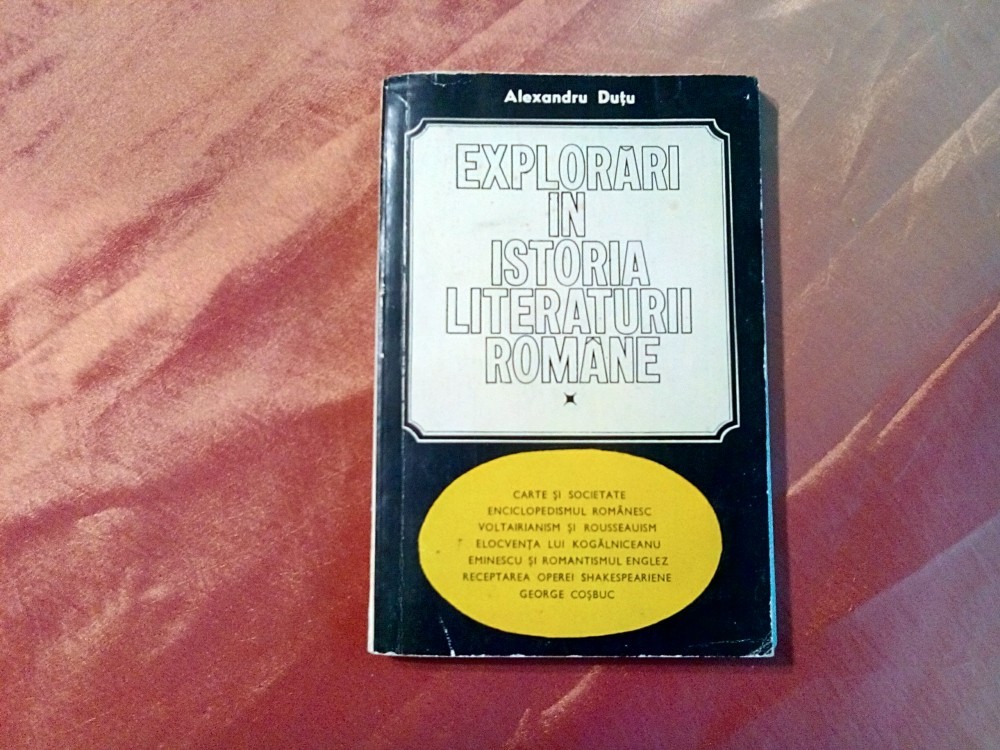 Alexandru Duțu
EXPLORĂRI
ÎN
ISTORIA
LITERATURII
ROMÂNE
CARTE ȘI SOCIETATE
ENCICLOPEDISMUL ROMÂNESC
VOLTAIRIANISM ȘI ROUSSEAUISM
ELOCVENȚA LUI KOGĂLNICEANU
EMINESCU ȘI ROMANTISMUL ENGLEZ
RECEPTAREA OPEREI SHAKESPEARIENE
GEORGE COȘBUC